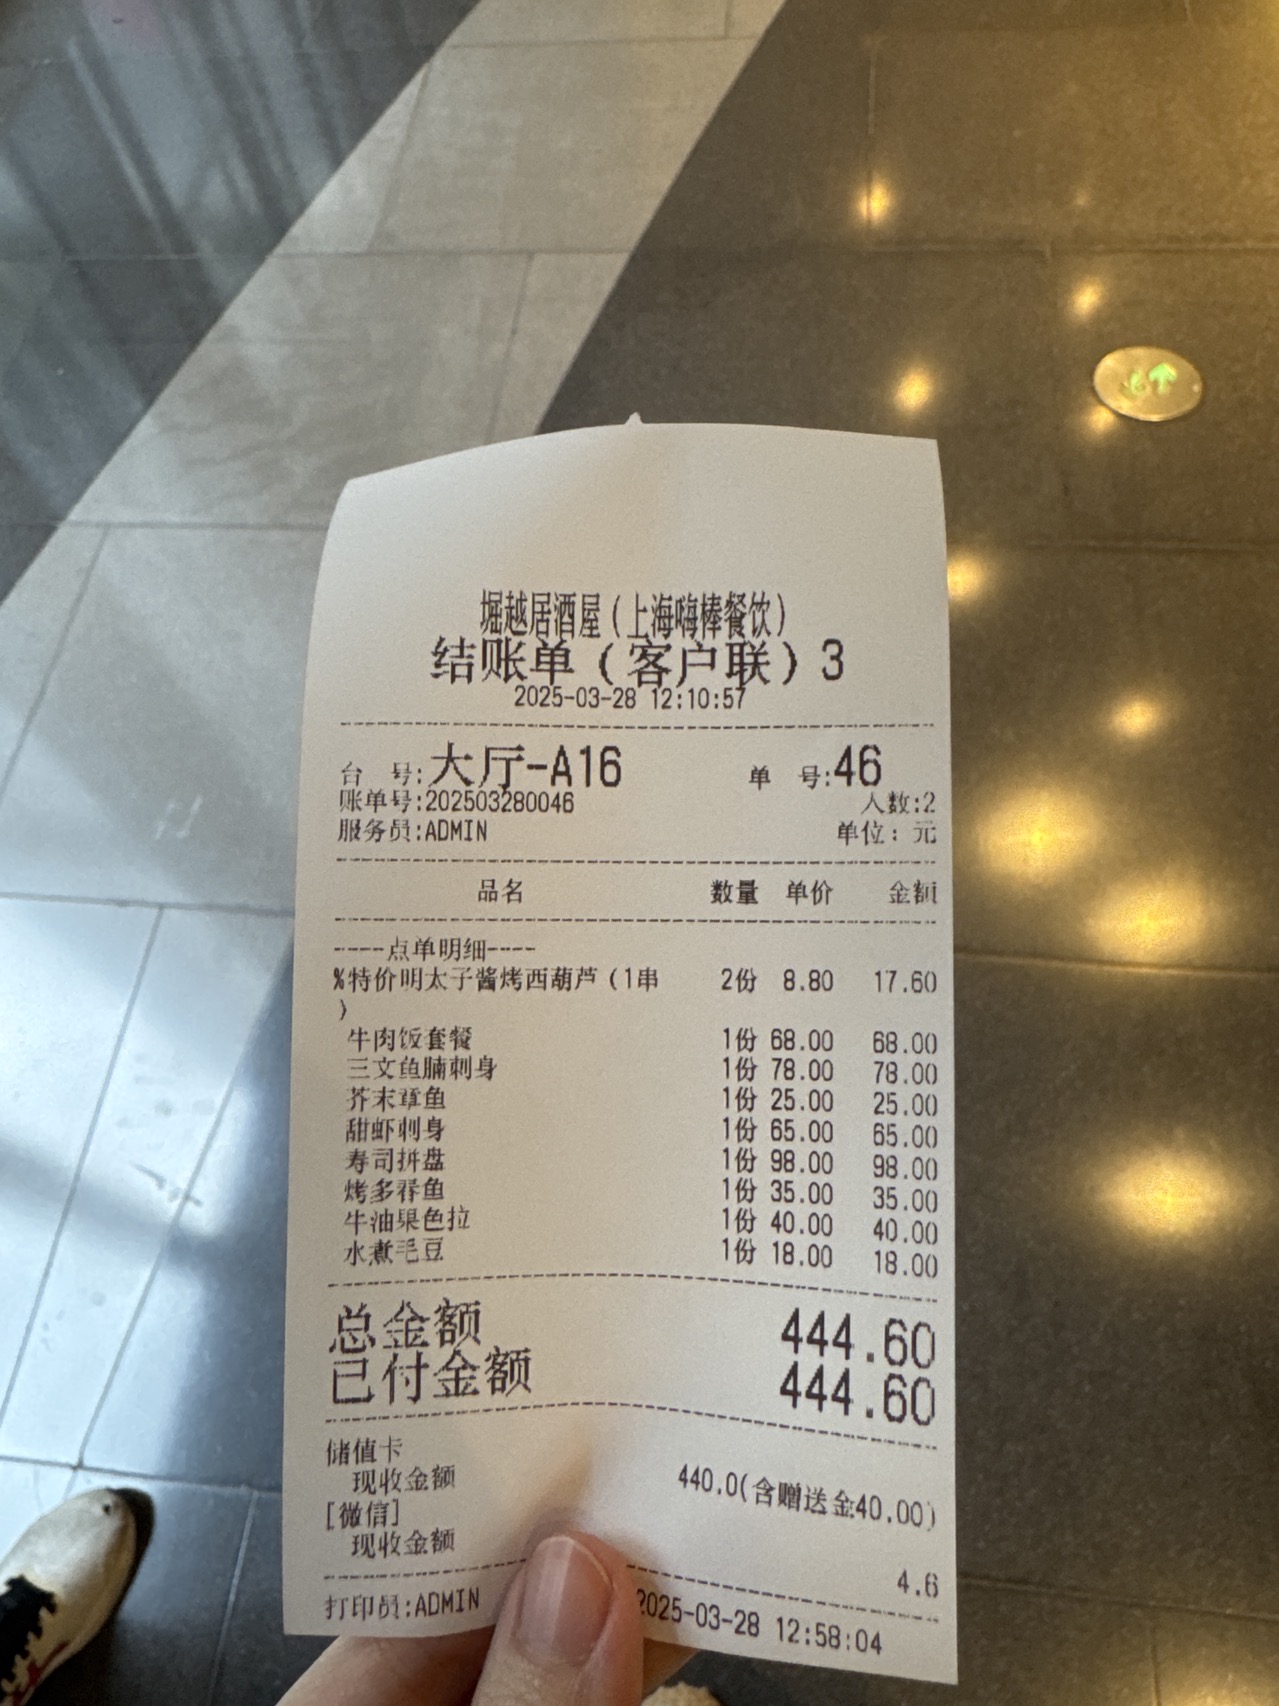 堀越居酒屋(上海嗨棒餐饮)
结账单(客户联)3
2025-03-28 12:10:57
台 号:大厅-A16 单 号:46
账单号:202503280046 人数:2
服务员:ADMIN 单位: 元
品名 数量 单价 金额
----点单明细----
%特价明太子酱烤西葫芦(1串 2份 8.80 17.60
)
牛肉饭套餐 1份 68.00 68.00
三文鱼腩刺身 1份 78.00 78.00
芥末章鱼 1份 25.00 25.00
甜虾刺身 1份 65.00 65.00
寿司拼盘 1份 98.00 98.00
烤多春鱼 1份 35.00 35.00
牛油果色拉 1份 40.00 40.00
水煮毛豆 1份 18.00 18.00
总金额 444.60
已付金额 444.60
储值卡
现收金额 440.0(含赠送金40.00)
[微信]
现收金额 4.6
打印员:ADMIN 2025-03-28 12:58:04